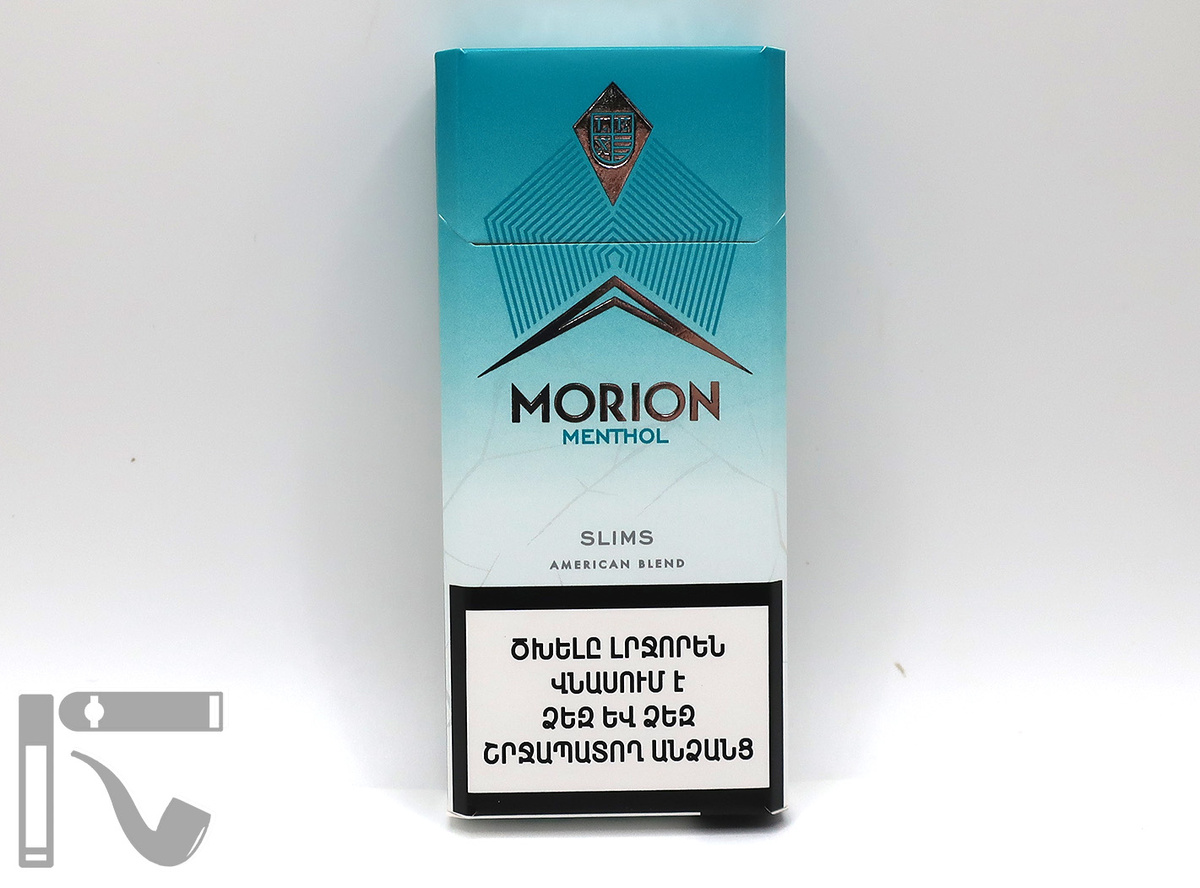 MORION
MENTHOL
SLIMS
AMERICAN BLEND
ԾԽԵԼԸ ԼՐՋՈՐԵՆ
ՎՆԱՍՈՒՄ Է
ՁԵԶ ԵՎ ՁԵԶ
ՇՐՋԱՊԱՏՈՂ ԱՆՁԱՆՑ